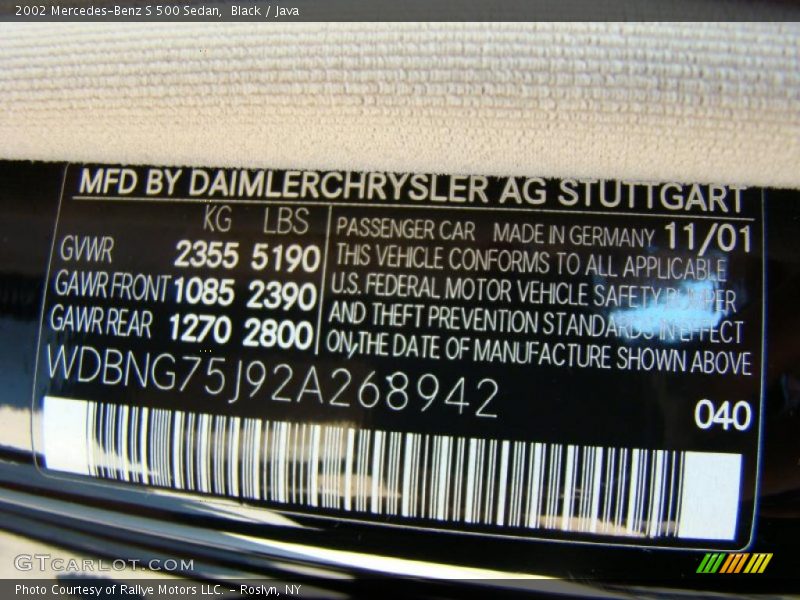 2002 Mercedes-Benz S 500 Sedan, Black / Java
MFD BY DAIMLERCHRYSLER AG STUTTGART
KG LBS
GVWR 2355 5190
GAWR FRONT 1085 2390
GAWR REAR 1270 2800
PASSENGER CAR MADE IN GERMANY 11/01
THIS VEHICLE CONFORMS TO ALL APPLICABLE
U.S. FEDERAL MOTOR VEHICLE SAFETY BUMPER
AND THEFT PREVENTION STANDARDS IN EFFECT
ON THE DATE OF MANUFACTURE SHOWN ABOVE
WDBNG75J92A268942
040
GTCARLOT.COM
Photo Courtesy of Rallye Motors LLC. - Roslyn, NY